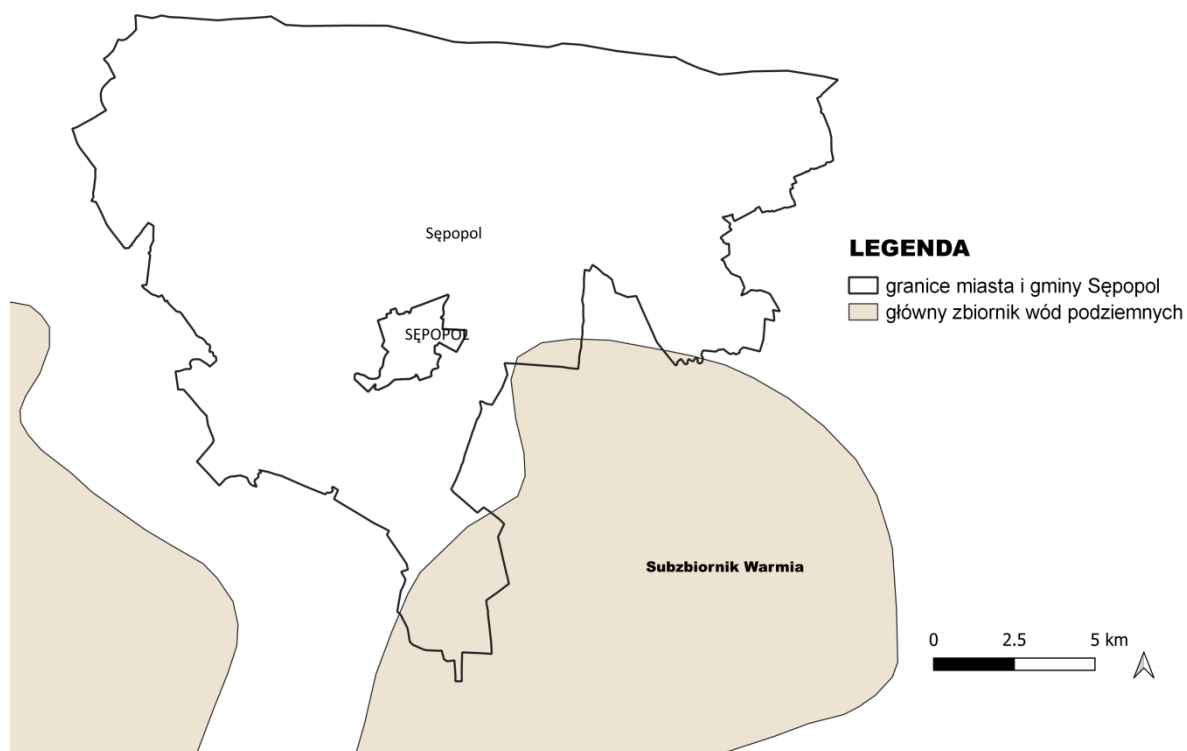 Sępopol
SĘPOPOL
LEGENDA
granice miasta i gminy Sępopol
główny zbiornik wód podziemnych
Subzbiornik Warmia
0 2.5 5 km